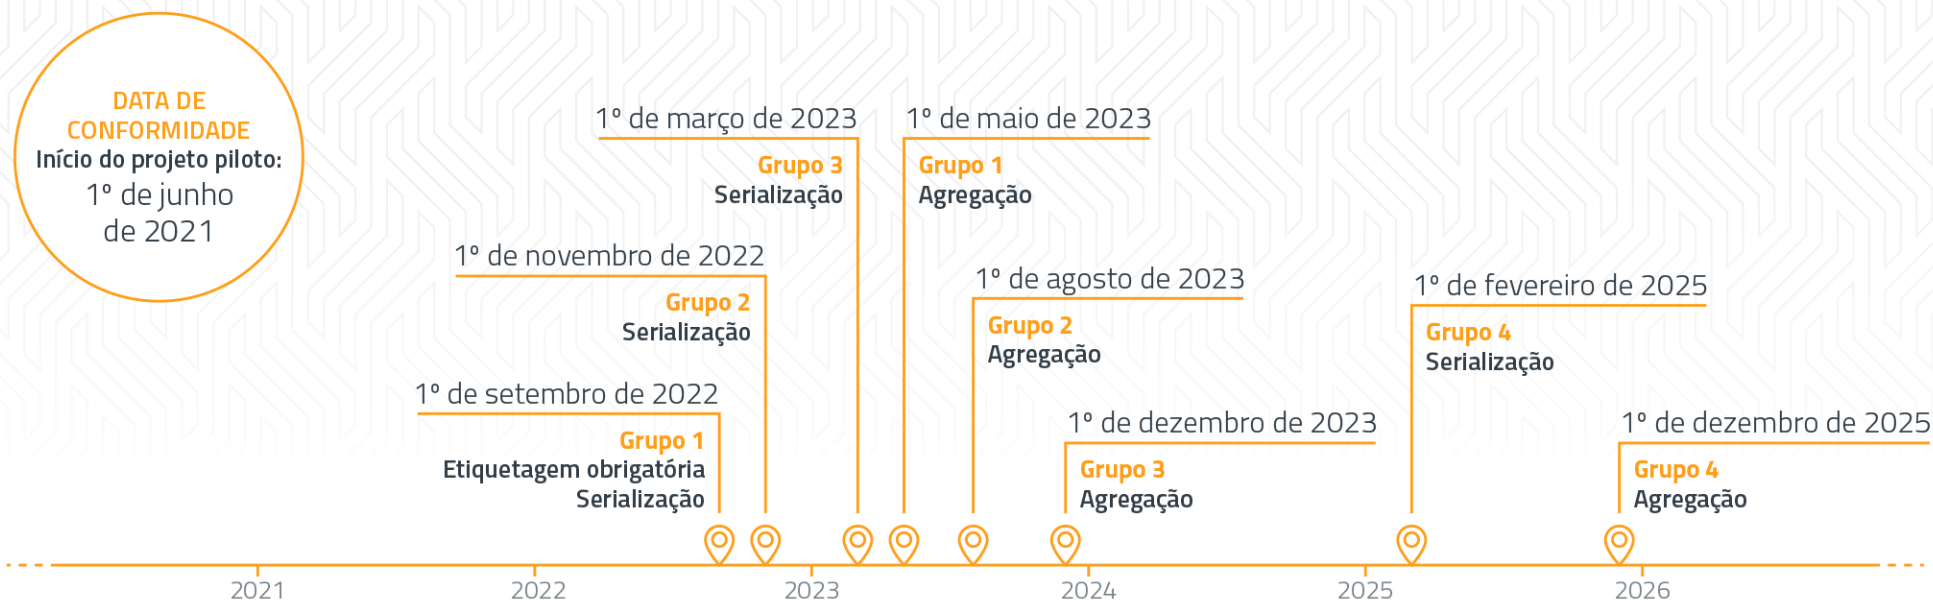 DATA DE
CONFORMIDADE
Início do projeto piloto:
1º de junho
de 2021
1º de março de 2023
Grupo 3
Serialização
1º de maio de 2023
Grupo 1
Agregação
1º de novembro de 2022
Grupo 2
Serialização
1º de agosto de 2023
Grupo 2
Agregação
1º de fevereiro de 2025
Grupo 4
Serialização
1º de setembro de 2022
Grupo 1
Etiquetagem obrigatória
Serialização
1º de dezembro de 2023
Grupo 3
Agregação
1º de dezembro de 2025
Grupo 4
Agregação
2021
2022
2023
2024
2025
2026